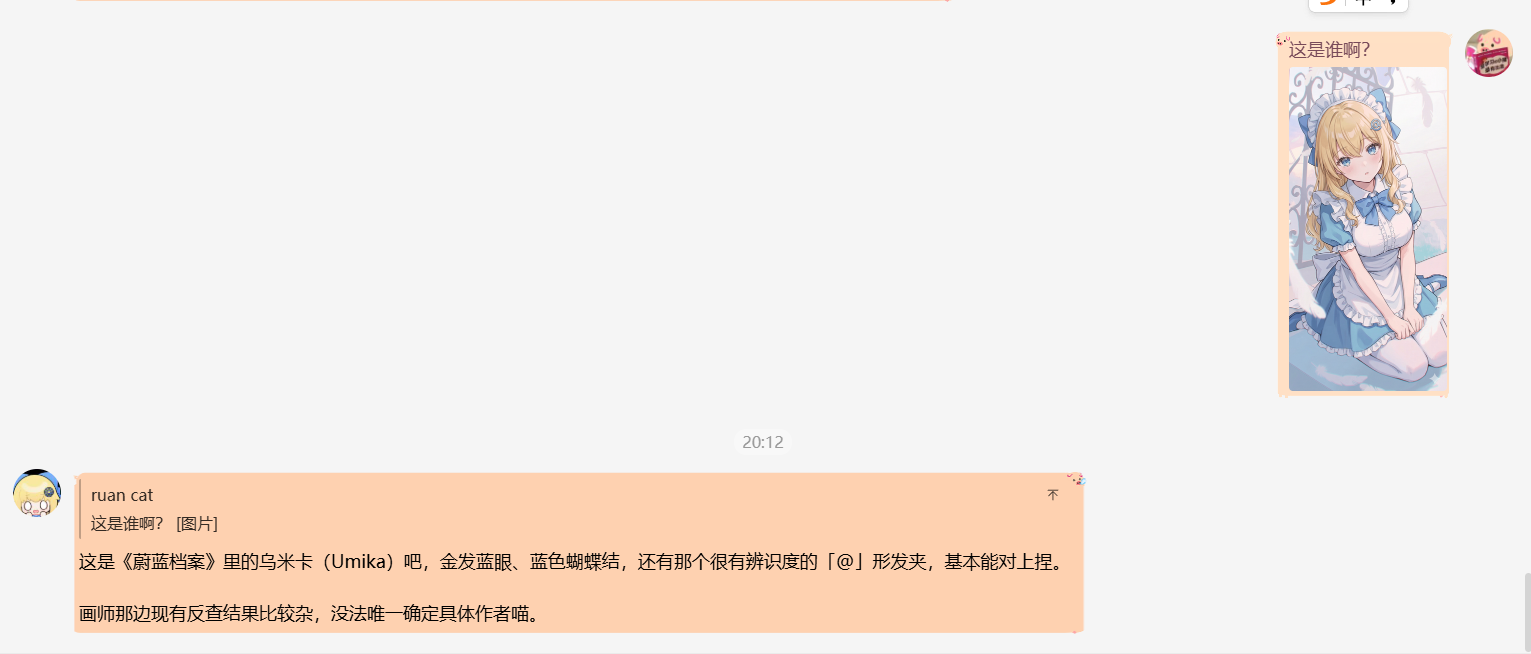 这是谁啊？
20:12
ruan cat
这是谁啊？ [图片]
这是《蔚蓝档案》里的乌米卡（Umika）吧，金发蓝眼、蓝色蝴蝶结，还有那个很有辨识度的「@」形发夹，基本能对上捏。
画师那边现有反查结果比较杂，没法唯一确定具体作者喵。